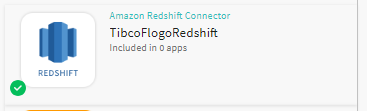 Amazon Redshift Connector
TibcoFlogoRedshift
Included in 0 apps
REDSHIFT